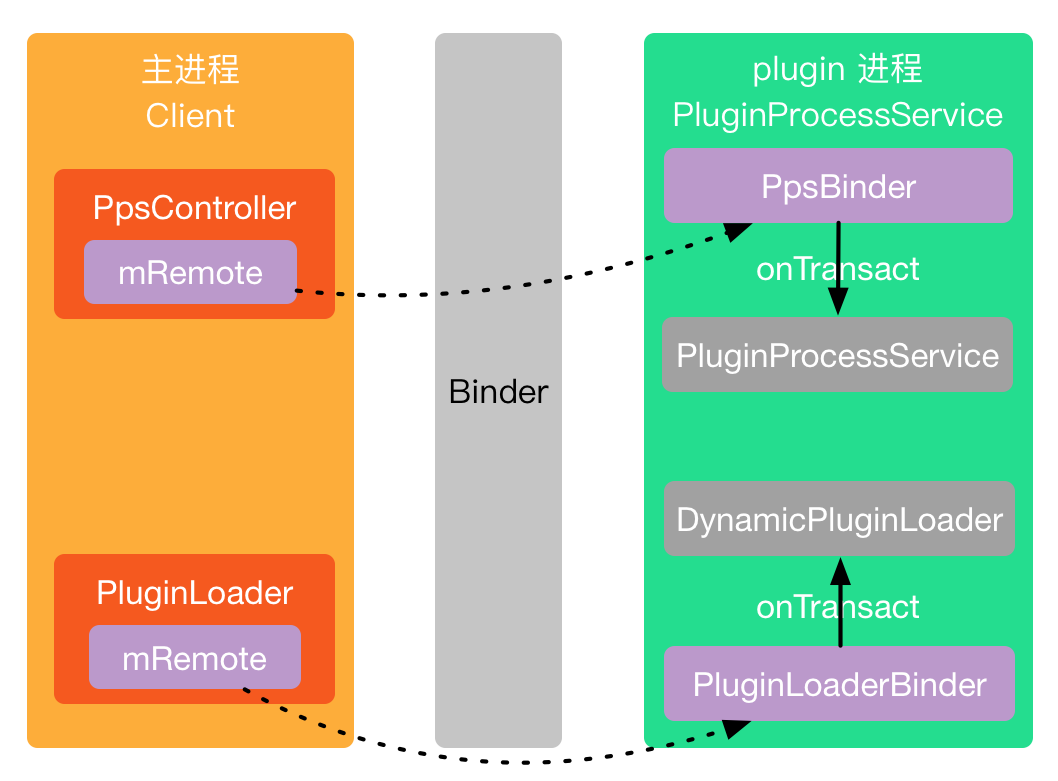 主进程
Client
PpsController
mRemote
PluginLoader
mRemote
Binder
plugin 进程
PluginProcessService
PpsBinder
onTransact
PluginProcessService
DynamicPluginLoader
onTransact
PluginLoaderBinder